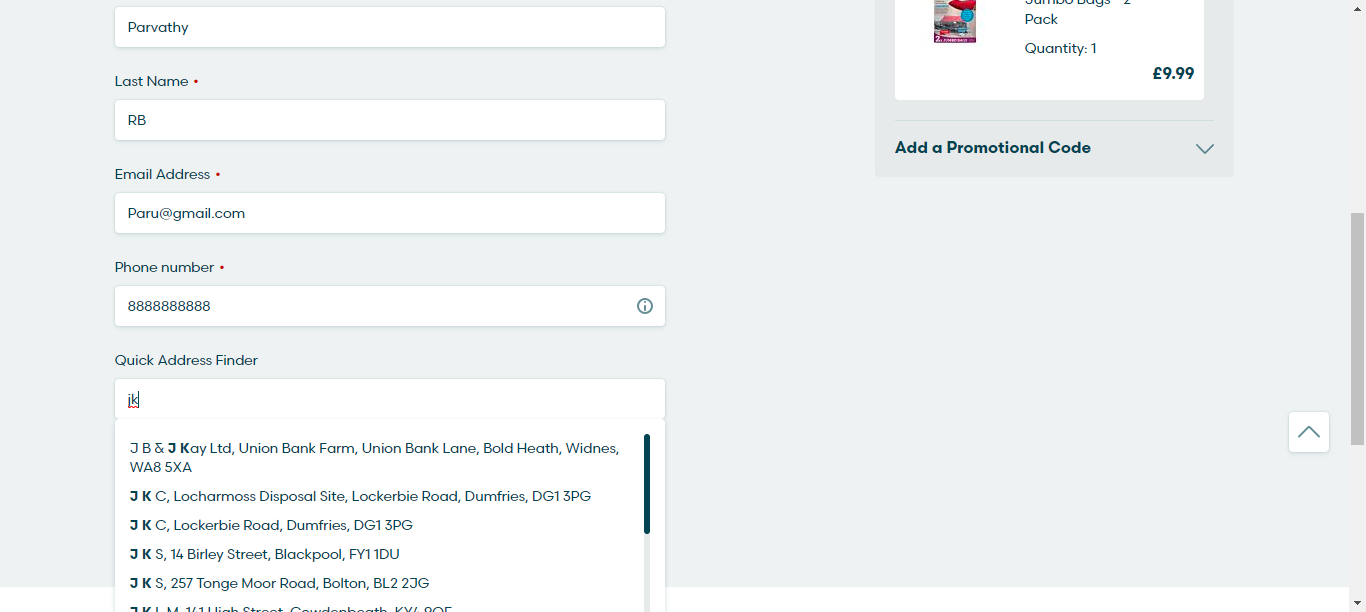 Parvathy
Last Name •
RB
Email Address •
Paru@gmail.com
Phone number •
8888888888
Quick Address Finder
jk
J B & J Kay Ltd, Union Bank Farm, Union Bank Lane, Bold Heath, Widnes,
WA8 5XA
J K C, Locharmoss Disposal Site, Lockerbie Road, Dumfries, DG1 3PG
J K C, Lockerbie Road, Dumfries, DG1 3PG
J K S, 14 Birley Street, Blackpool, FY1 1DU
J K S, 257 Tonge Moor Road, Bolton, BL2 2JG
Jumbo Bags - 2
Pack
Quantity: 1
£9.99
Add a Promotional Code